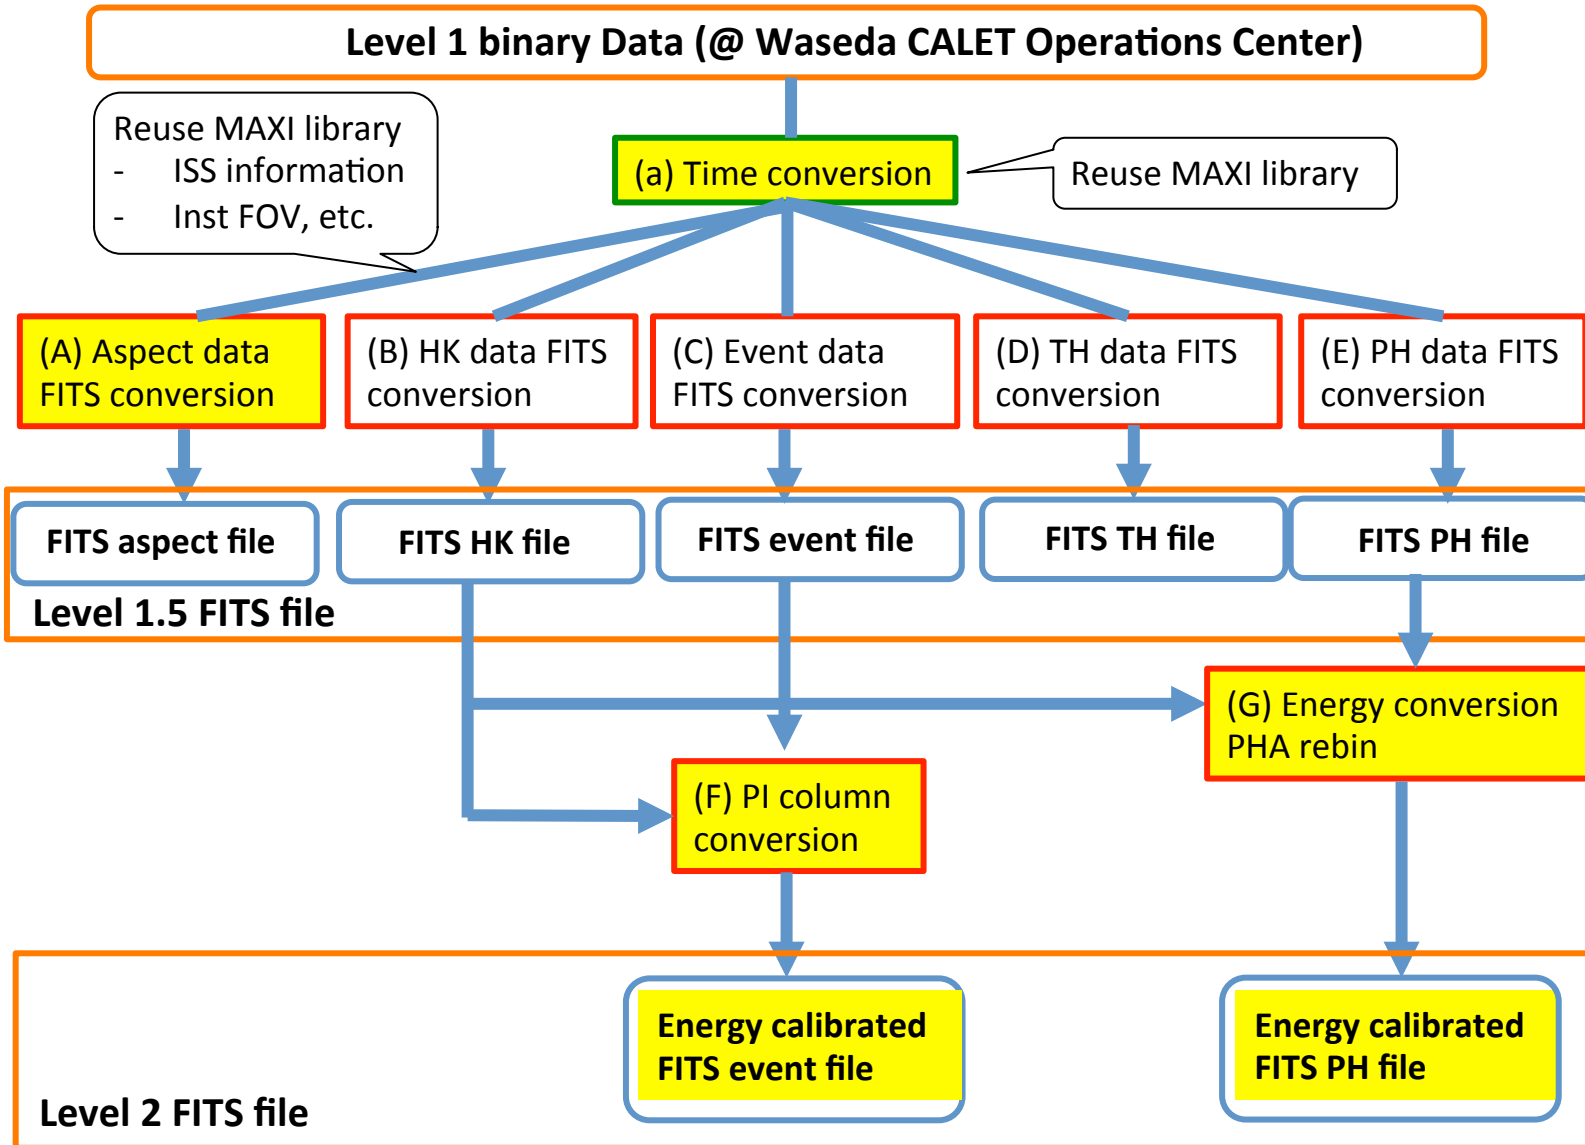 Level 1 binary Data (@ Waseda CALET Operations Center)
Reuse MAXI library
- ISS information
- Inst FOV, etc.
(a) Time conversion
Reuse MAXI library
(A) Aspect data
FITS conversion
(B) HK data FITS
conversion
(C) Event data
FITS conversion
(D) TH data FITS
conversion
(E) PH data FITS
conversion
FITS aspect file
FITS HK file
FITS event file
FITS TH file
FITS PH file
Level 1.5 FITS file
(G) Energy conversion
PHA rebin
(F) PI column
conversion
Energy calibrated
FITS event file
Energy calibrated
FITS PH file
Level 2 FITS file